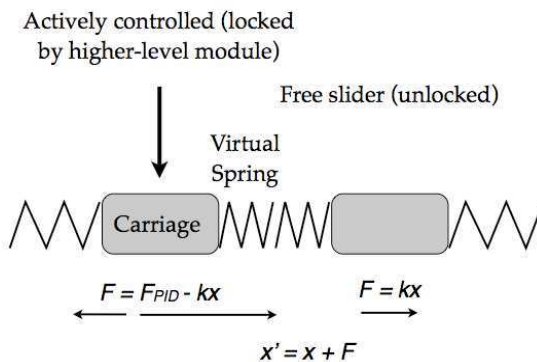 Actively controlled (locked
by higher-level module)
Free slider (unlocked)
Virtual
Spring
Carriage
F = FPID - kx
F = kx
x' = x + F